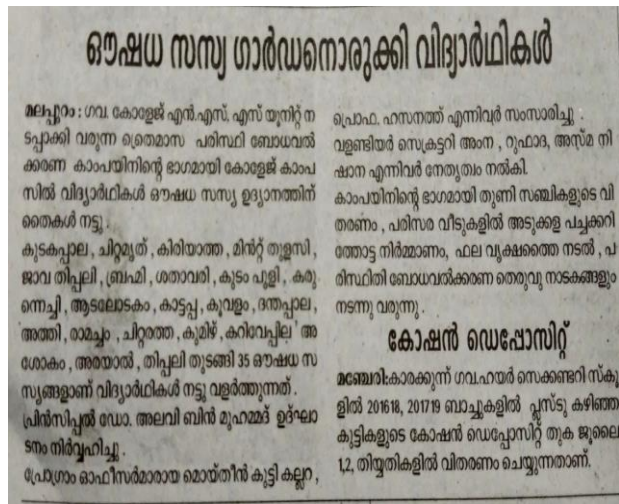 ഔഷധ സസ്യ ഗാർഡനൊരുക്കി വിദ്യാർഥികൾ
മലപ്പുറം : ഗവ. കോളേജ് എൻ.എസ്. എസ് യൂണിറ്റ് ന
ടപ്പാക്കി വരുന്ന ത്രൈമാസ പരിസ്ഥി ബോധവൽ
ക്കരണ കാംപയിനിന്റെ ഭാഗമായി കോളേജ് കാംപ
സിൽ വിദ്യാർഥികൾ ഔഷധ സസ്യ ഉദ്യാനത്തിന്
തൈകൾ നട്ടു .
കുടകപ്പാല , ചിറ്റമൃത് , കിരിയാത്ത , മിൻറ്റ് തുളസി ,
ജാവ തിപ്പലി , ബ്രഹ്മി , ശതാവരി , കുടം പുളി , കരു
ന്നെച്ചി , ആടലോടകം , കാട്ടപ്പ , കൂവളം , ദന്തപ്പാല ,
അത്തി , രാമച്ചം , ചിറ്റരത്ത , കുമിഴ് , കറിവേപ്പില അ
ശോകം , അരയാൽ , തിപ്പലി തുടങ്ങി 35 ഔഷധ സ
സ്യങ്ങളാണ് വിദ്യാർഥികൾ നട്ടു വളർത്തുന്നത് .
പ്രിൻസിപ്പൽ ഡോ. അലവി ബിൻ മുഹമ്മദ് ഉദ്ഘാ
ടനം നിർവ്വഹിച്ചു .
പ്രോഗ്രാം ഓഫീസർമാരായ മൊയ്തീൻ കുട്ടി കല്ലറ ,
പ്രൊഫ. ഹസനത്ത് എന്നിവർ സംസാരിച്ചു .
വളണ്ടിയർ സെക്രട്ടറി അംന , റുഫാദ , അസ്മ നി
ഷാന എന്നിവർ നേതൃത്വം നൽകി.
കാംപയിനിന്റെ ഭാഗമായി തുണി സഞ്ചികളുടെ വി
തരണം , പരിസര വീടുകളിൽ അടുക്കള പച്ചക്കറി
ത്തോട്ട നിർമ്മാണം, ഫല വൃക്ഷത്തൈ നടൽ , പ
രിസ്ഥിതി ബോധവൽക്കരണ തെരുവു നാടകങ്ങളും
നടന്നു വരുന്നു .
കോഷൻ ഡെപ്പോസിറ്റ്
മഞ്ചേരി:കാരക്കുന്ന് ഗവ.ഹയർ സെക്കണ്ടറി സ്കൂ
ളിൽ 201618, 201719 ബാച്ചുകളിൽ പ്ലസ്ടു കഴിഞ്ഞ
കുട്ടികളുടെ കോഷൻ ഡെപ്പോസിറ്റ് തുക ജൂലൈ
1,2, തിയ്യതികളിൽ വിതരണം ചെയ്യുന്നതാണ്.